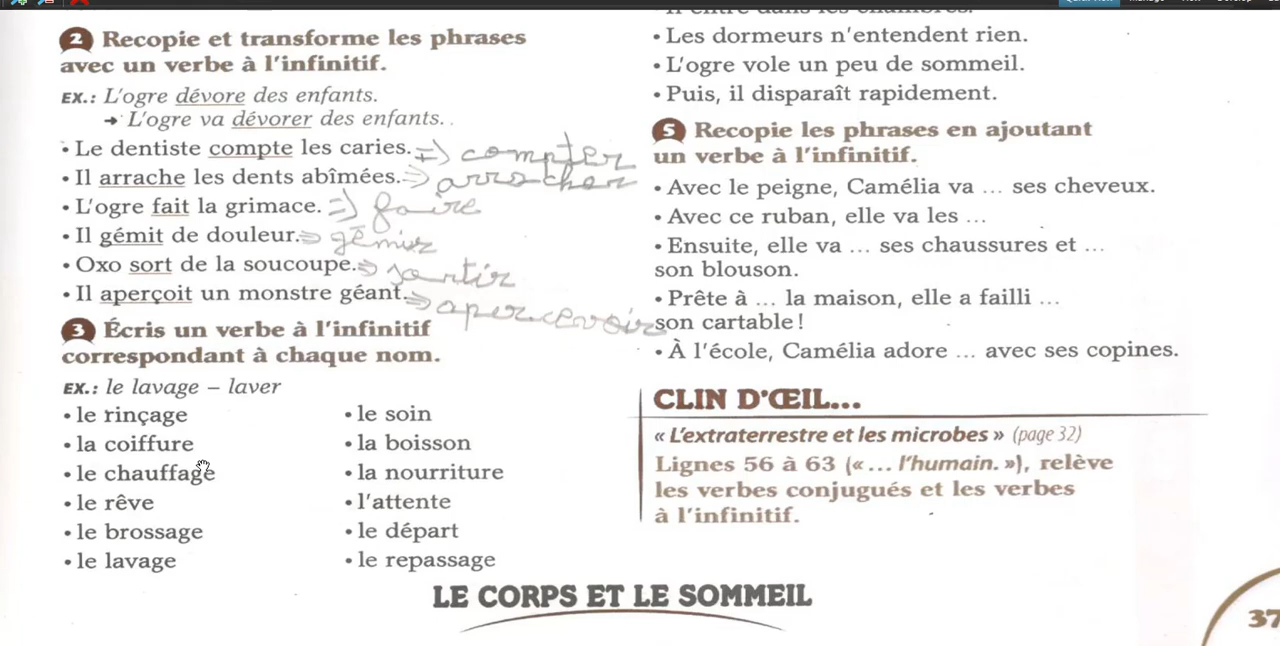 2 Recopie et transforme les phrases
avec un verbe à l'infinitif.
EX.: L'ogre dévore des enfants.
→ L'ogre va dévorer des enfants.
• Le dentiste compte les caries. => compter
• Il arrache les dents abîmées. => arracher
• L'ogre fait la grimace. => faire
• Il gémit de douleur. => gémir
• Oxo sort de la soucoupe. => sortir
• Il aperçoit un monstre géant. => apercevoir
3 Écris un verbe à l'infinitif
correspondant à chaque nom.
EX.: le lavage – laver
• le rinçage
• la coiffure
• le chauffage
• le rêve
• le brossage
• le lavage
• le soin
• la boisson
• la nourriture
• l'attente
• le départ
• le repassage
• Les dormeurs n'entendent rien.
• L'ogre vole un peu de sommeil.
• Puis, il disparaît rapidement.
5 Recopie les phrases en ajoutant
un verbe à l'infinitif.
• Avec le peigne, Camélia va ... ses cheveux.
• Avec ce ruban, elle va les ...
• Ensuite, elle va ... ses chaussures et ...
son blouson.
• Prête à ... la maison, elle a failli ...
son cartable !
• À l'école, Camélia adore ... avec ses copines.
CLIN D'ŒIL...
« L'extraterrestre et les microbes » (page 32)
Lignes 56 à 63 (« ... l'humain. »), relève
les verbes conjugués et les verbes
à l'infinitif.
LE CORPS ET LE SOMMEIL
37